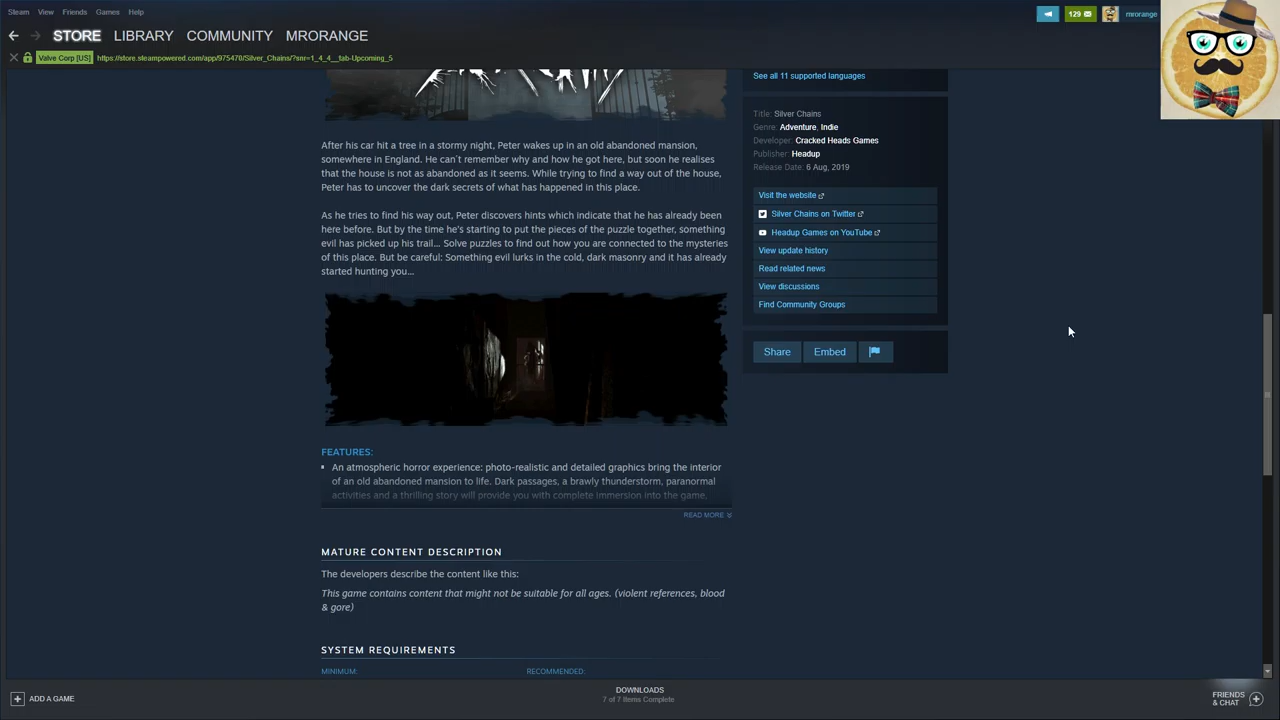 Steam View Friends Games Help
129 mrorange
STORE LIBRARY COMMUNITY MRORANGE
Valve Corp [US] https://store.steampowered.com/app/975470/Silver_Chains/?snr=1_4_4__tab-Upcoming_5
See all 11 supported languages
Title: Silver Chains
Genre: Adventure, Indie
Developer: Cracked Heads Games
Publisher: Headup
Release Date: 6 Aug, 2019
Visit the website
Silver Chains on Twitter
Headup Games on YouTube
View update history
Read related news
View discussions
Find Community Groups
Share Embed
After his car hit a tree in a stormy night, Peter wakes up in an old abandoned mansion,
somewhere in England. He can´t remember why and how he got here, but soon he realises
that the house is not as abandoned as it seems. While trying to find a way out of the house,
Peter has to uncover the dark secrets of what has happened in this place.
As he tries to find his way out, Peter discovers hints which indicate that he has already been
here before. But by the time he's starting to put the pieces of the puzzle together, something
evil has picked up his trail... Solve puzzles to find out how you are connected to the mysteries
of this place. But be careful: Something evil lurks in the cold, dark masonry and it has already
started hunting you...
FEATURES:
An atmospheric horror experience: photo-realistic and detailed graphics bring the interior
of an old abandoned mansion to life. Dark passages, a brawly thunderstorm, paranormal
activities and a thrilling story will provide you with complete immersion into the game.
READ MORE
MATURE CONTENT DESCRIPTION
The developers describe the content like this:
This game contains content that might not be suitable for all ages. (violent references, blood
& gore)
SYSTEM REQUIREMENTS
MINIMUM: RECOMMENDED:
ADD A GAME
DOWNLOADS
7 of 7 Items Complete
FRIENDS
& CHAT